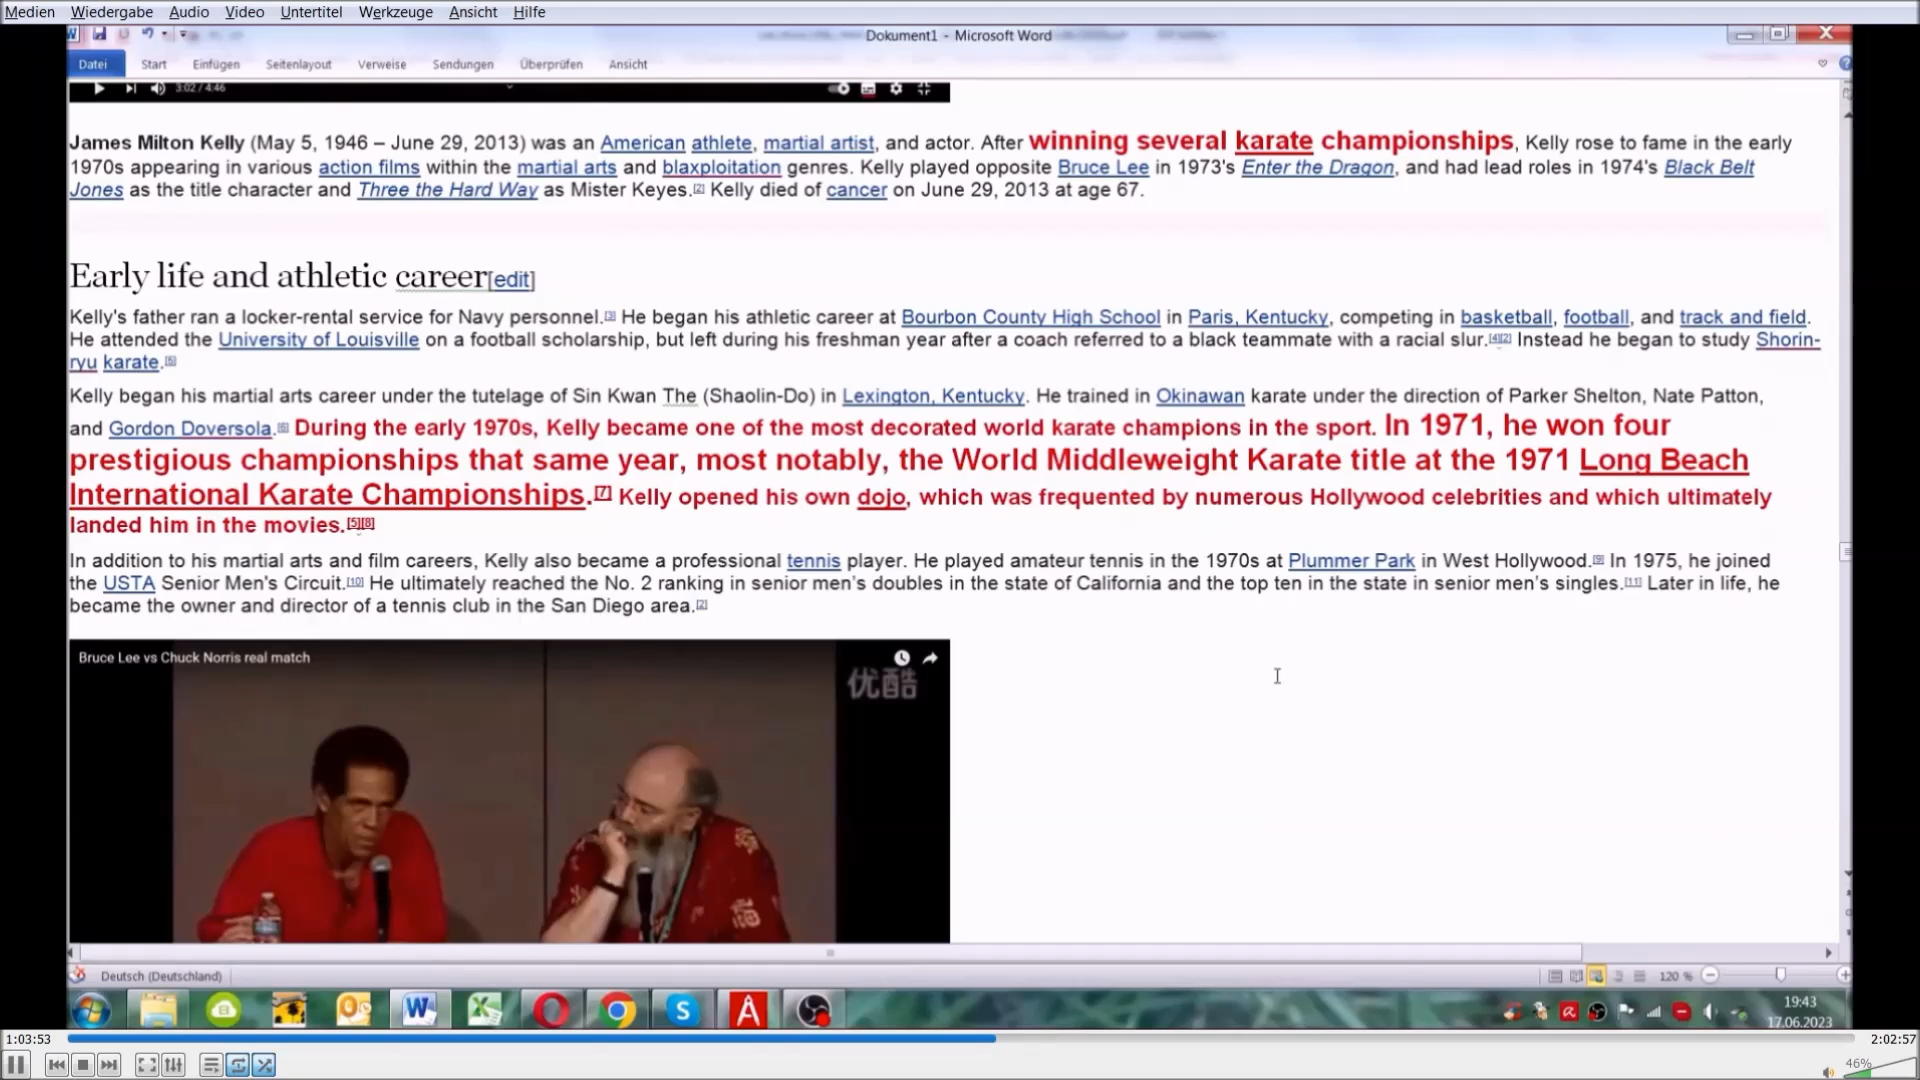 Medien Wiedergabe Audio Video Untertitel Werkzeuge Ansicht Hilfe
Dokument1 - Microsoft Word
Datei Start Einfügen Seitenlayout Verweise Sendungen Überprüfen Ansicht
3:02 / 4:46
James Milton Kelly (May 5, 1946 – June 29, 2013) was an American athlete, martial artist, and actor. After winning several karate championships, Kelly rose to fame in the early
1970s appearing in various action films within the martial arts and blaxploitation genres. Kelly played opposite Bruce Lee in 1973's Enter the Dragon, and had lead roles in 1974's Black Belt
Jones as the title character and Three the Hard Way as Mister Keyes.[2] Kelly died of cancer on June 29, 2013 at age 67.
Early life and athletic career[edit]
Kelly's father ran a locker-rental service for Navy personnel.[3] He began his athletic career at Bourbon County High School in Paris, Kentucky, competing in basketball, football, and track and field.
He attended the University of Louisville on a football scholarship, but left during his freshman year after a coach referred to a black teammate with a racial slur.[4][2] Instead he began to study Shorin-
ryu karate.[5]
Kelly began his martial arts career under the tutelage of Sin Kwan The (Shaolin-Do) in Lexington, Kentucky. He trained in Okinawan karate under the direction of Parker Shelton, Nate Patton,
and Gordon Doversola.[6] During the early 1970s, Kelly became one of the most decorated world karate champions in the sport. In 1971, he won four
prestigious championships that same year, most notably, the World Middleweight Karate title at the 1971 Long Beach
International Karate Championships.[7] Kelly opened his own dojo, which was frequented by numerous Hollywood celebrities and which ultimately
landed him in the movies.[5][8]
In addition to his martial arts and film careers, Kelly also became a professional tennis player. He played amateur tennis in the 1970s at Plummer Park in West Hollywood.[9] In 1975, he joined
the USTA Senior Men's Circuit.[10] He ultimately reached the No. 2 ranking in senior men's doubles in the state of California and the top ten in the state in senior men's singles.[11] Later in life, he
became the owner and director of a tennis club in the San Diego area.[2]
Bruce Lee vs Chuck Norris real match
优酷
Deutsch (Deutschland)
120 %
19:43
17.06.2023
1:03:53
2:02:57
46%